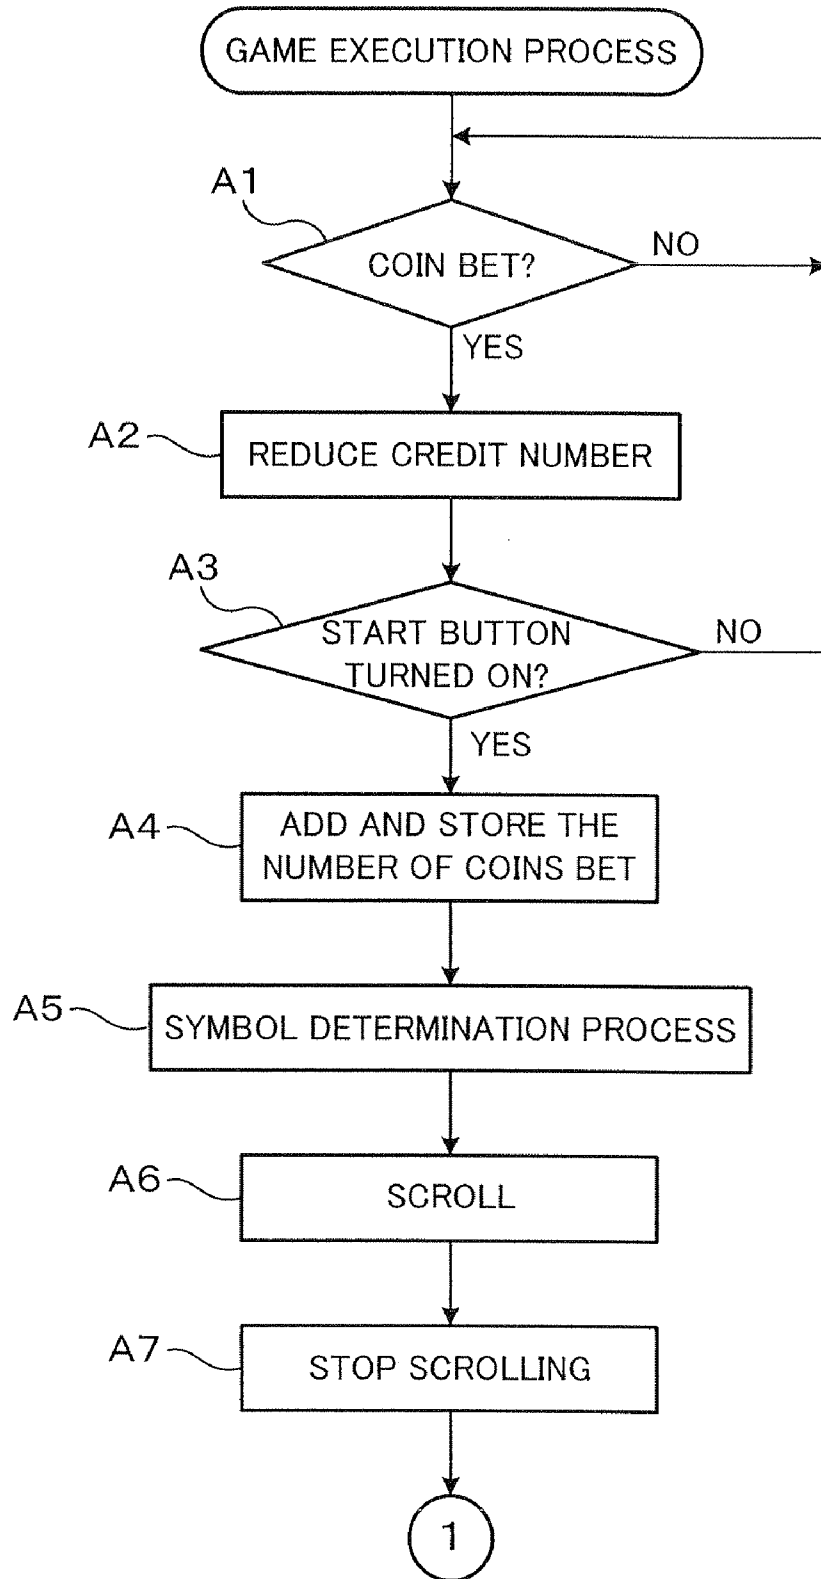 GAME EXECUTION PROCESS
A1
COIN BET?
NO
YES
A2
REDUCE CREDIT NUMBER
A3
START BUTTON
TURNED ON?
NO
YES
A4
ADD AND STORE THE
NUMBER OF COINS BET
A5
SYMBOL DETERMINATION PROCESS
A6
SCROLL
A7
STOP SCROLLING
1